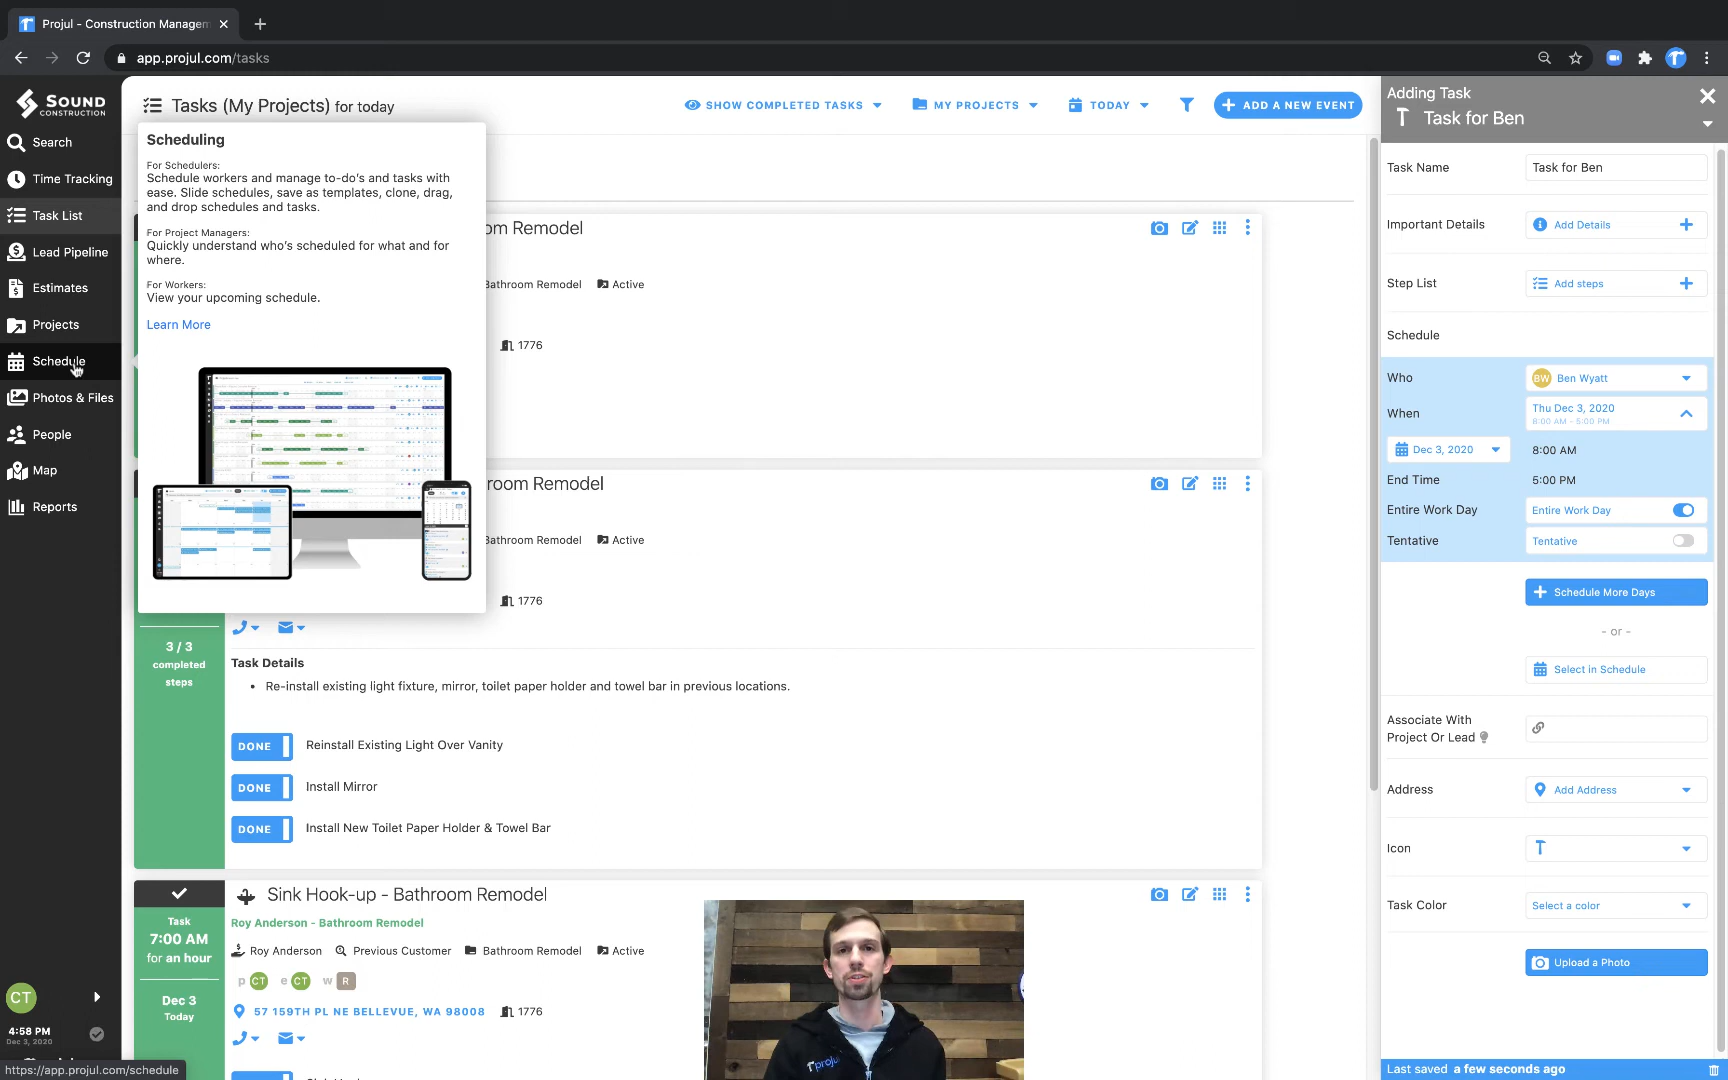 Projul - Construction Managem
app.projul.com/tasks
SOUND
CONSTRUCTION
Search
Time Tracking
Task List
Lead Pipeline
Estimates
Projects
Schedule
Photos & Files
People
Map
Reports
CT
4:58 PM
Dec 3, 2020
https://app.projul.com/schedule
Tasks (My Projects) for today
SHOW COMPLETED TASKS
MY PROJECTS
TODAY
ADD A NEW EVENT
Scheduling
For Schedulers:
Schedule workers and manage to-do's and tasks with
ease. Slide schedules, save as templates, clone, drag,
and drop schedules and tasks.
For Project Managers:
Quickly understand who's scheduled for what and for
where.
For Workers:
View your upcoming schedule.
Learn More
om Remodel
Bathroom Remodel Active
1776
room Remodel
Bathroom Remodel Active
1776
3 / 3
completed
steps
Task Details
• Re-install existing light fixture, mirror, toilet paper holder and towel bar in previous locations.
DONE Reinstall Existing Light Over Vanity
DONE Install Mirror
DONE Install New Toilet Paper Holder & Towel Bar
Task
7:00 AM
for an hour
Dec 3
Today
Sink Hook-up - Bathroom Remodel
Roy Anderson - Bathroom Remodel
Roy Anderson Previous Customer Bathroom Remodel Active
p CT e CT w R
57 159TH PL NE BELLEVUE, WA 98008 1776
projul
Adding Task
Task for Ben
Task Name Task for Ben
Important Details Add Details
Step List Add steps
Schedule
Who BW Ben Wyatt
When Thu Dec 3, 2020
8:00 AM - 5:00 PM
Dec 3, 2020 8:00 AM
End Time 5:00 PM
Entire Work Day Entire Work Day
Tentative Tentative
Schedule More Days
- or -
Select in Schedule
Associate With
Project Or Lead
Address Add Address
Icon
Task Color Select a color
Upload a Photo
Last saved a few seconds ago